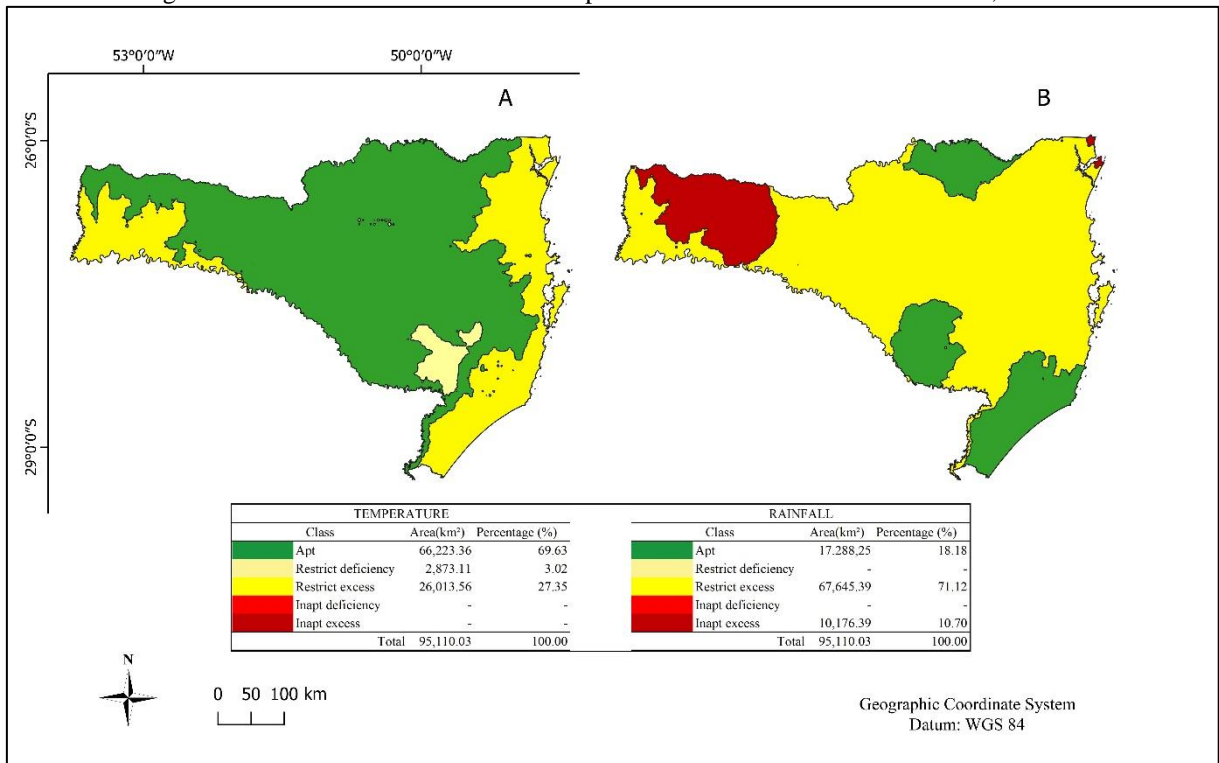 53°0'0"W 50°0'0"W
A B
26°0'0"S
29°0'0"S
TEMPERATURE
Class Area(km²) Percentage (%)
Apt 66,223.36 69.63
Restrict deficiency 2,873.11 3.02
Restrict excess 26,013.56 27.35
Inapt deficiency - -
Inapt excess - -
Total 95,110.03 100.00
RAINFALL
Class Area(km²) Percentage (%)
Apt 17.288,25 18.18
Restrict deficiency - -
Restrict excess 67,645.39 71.12
Inapt deficiency - -
Inapt excess 10,176.39 10.70
Total 95,110.03 100.00
N
0 50 100 km
Geographic Coordinate System
Datum: WGS 84